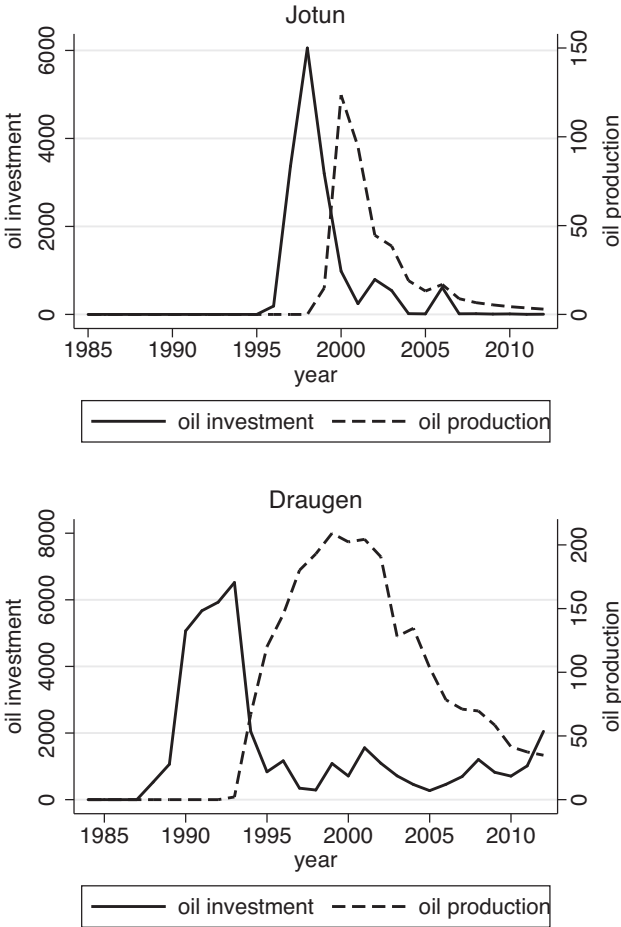 Jotun
oil investment
0 2000 4000 6000
oil production
0 50 100 150
1985 1990 1995 2000 2005 2010
year
oil investment oil production
Draugen
oil investment
0 2000 4000 6000 8000
oil production
0 50 100 150 200
1985 1990 1995 2000 2005 2010
year
oil investment oil production